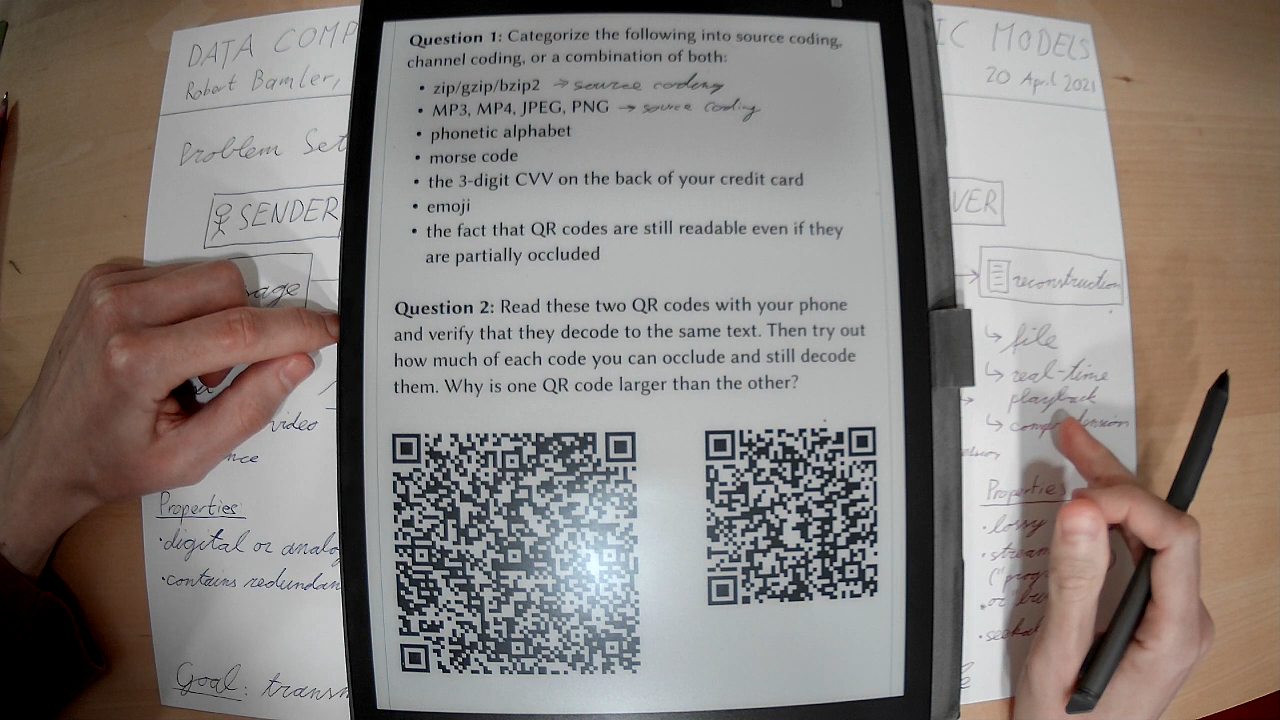 DATA COMP
IC MODELS
Robert Bamler,
20 April 2021
Problem Set
SENDER
VER
reconstruction
↳ file
↳ real-time
playback
video
Properties
• digital or analo
• contains redundan
Goal: transm
Properties
• lossy
• stream
Question 1: Categorize the following into source coding,
channel coding, or a combination of both:
• zip/gzip/bzip2 → source coding
• MP3, MP4, JPEG, PNG → source coding
• phonetic alphabet
• morse code
• the 3-digit CVV on the back of your credit card
• emoji
• the fact that QR codes are still readable even if they
are partially occluded
Question 2: Read these two QR codes with your phone
and verify that they decode to the same text. Then try out
how much of each code you can occlude and still decode
them. Why is one QR code larger than the other?